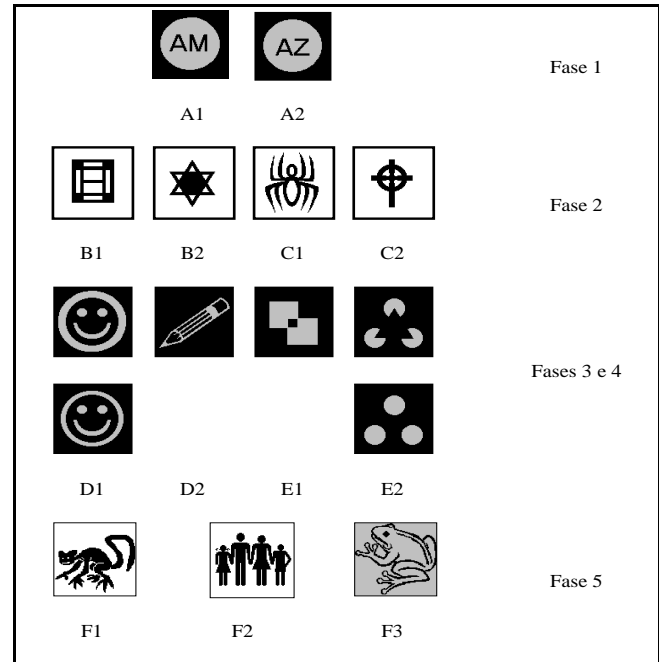 AM AZ
Fase 1
A1 A2
Fase 2
B1 B2 C1 C2
Fases 3 e 4
D1 D2 E1 E2
Fase 5
F1 F2 F3